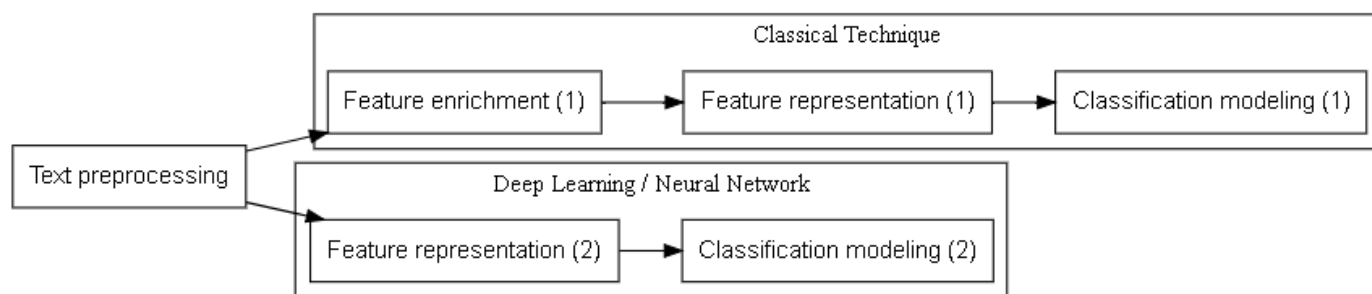 Classical Technique
Feature enrichment (1)
Feature representation (1)
Classification modeling (1)
Text preprocessing
Deep Learning / Neural Network
Feature representation (2)
Classification modeling (2)